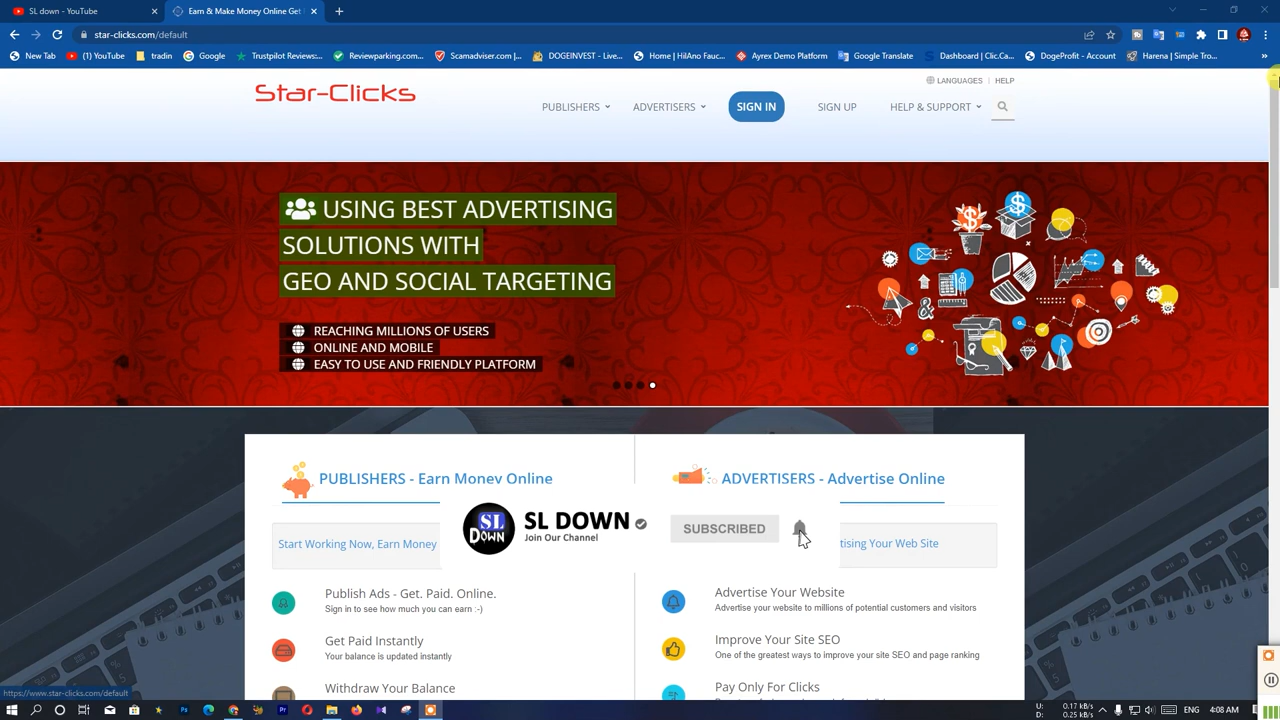 SL down - YouTube
Earn & Make Money Online Get
star-clicks.com/default
New Tab
(1) YouTube
tradin
Google
Trustpilot Reviews:...
Reviewparking.com...
Scamadviser.com...
DOGEINVEST - Live...
Home | HilAno Fauc...
Ayrex Demo Platform
Google Translate
Dashboard | Clic.Ca...
DogeProfit - Account
Harena | Simple Tro...
»
LANGUAGES | HELP
Star-Clicks
PUBLISHERS
ADVERTISERS
SIGN IN
SIGN UP
HELP & SUPPORT
USING BEST ADVERTISING
SOLUTIONS WITH
GEO AND SOCIAL TARGETING
REACHING MILLIONS OF USERS
ONLINE AND MOBILE
EASY TO USE AND FRIENDLY PLATFORM
PUBLISHERS - Earn Money Online
ADVERTISERS - Advertise Online
SL DOWN
SL DOWN
Join Our Channel
SUBSCRIBED
Start Working Now, Earn Money
tising Your Web Site
Publish Ads - Get. Paid. Online.
Sign in to see how much you can earn :-)
Advertise Your Website
Advertise your website to millions of potential customers and visitors
Get Paid Instantly
Your balance is updated instantly
Improve Your Site SEO
One of the greatest ways to improve your site SEO and page ranking
Withdraw Your Balance
Pay Only For Clicks
https://www.star-clicks.com/default
U: 0.17 kB/s
D: 0.25 kB/s
4:08 AM